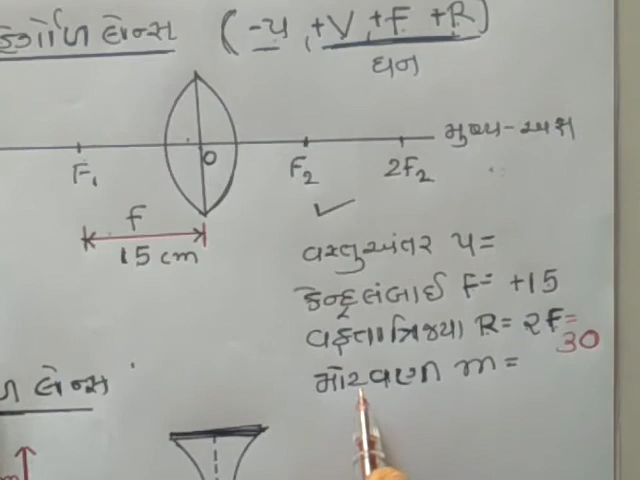 લેન્સ (-u, +V, +F +R)
ધન
O
મુખ્ય-અક્ષ
F₁
F₂
2F₂
f
15 cm
વસ્તુઅંતર u=
કેન્દ્રલંબાઈ F= +15
વક્રતાત્રિજ્યા R= 2F=
30
મોટવણી m=
લેન્સ